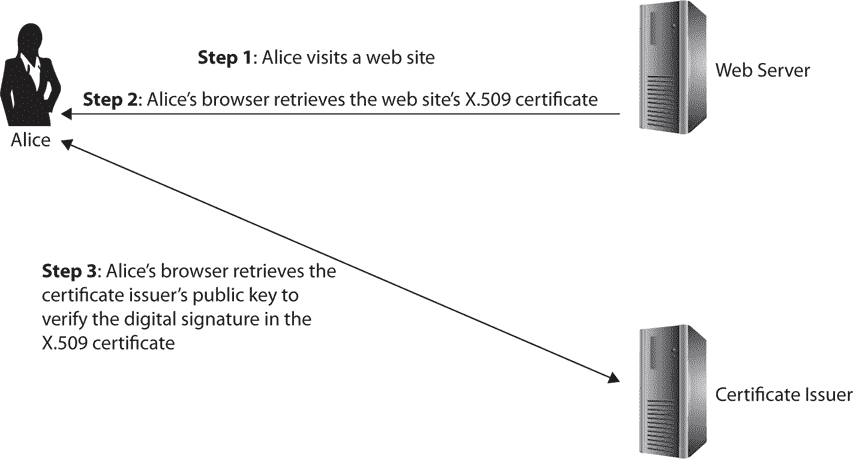 Step 1: Alice visits a web site
Web Server
Step 2: Alice's browser retrieves the web site's X.509 certificate
Alice
Step 3: Alice's browser retrieves the
certificate issuer's public key to
verify the digital signature in the
X.509 certificate
Certificate Issuer